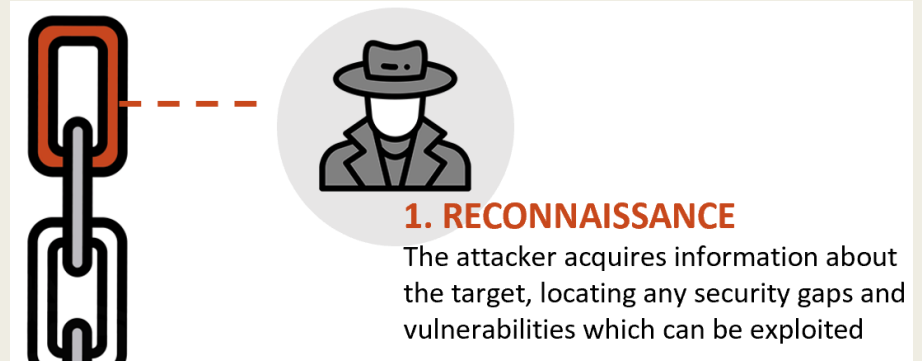 1. RECONNAISSANCE
The attacker acquires information about
the target, locating any security gaps and
vulnerabilities which can be exploited